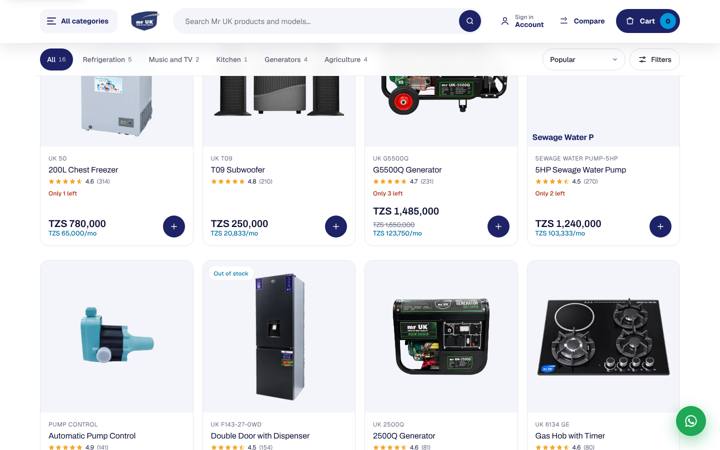 All categories
mr UK
Search Mr UK products and models...
Sign in
Account
Compare
Cart 0
All 16
Refrigeration 5
Music and TV 2
Kitchen 1
Generators 4
Agriculture 4
Popular
Filters
Sewage Water P
UK 50
200L Chest Freezer
4.6 (314)
Only 1 left
TZS 780,000
TZS 65,000/mo
UK T09
T09 Subwoofer
4.8 (210)
TZS 250,000
TZS 20,833/mo
UK G5500Q
G5500Q Generator
4.7 (231)
Only 3 left
TZS 1,485,000
TZS 1,650,000
TZS 123,750/mo
SEWAGE WATER PUMP-5HP
5HP Sewage Water Pump
4.5 (270)
Only 2 left
TZS 1,240,000
TZS 103,333/mo
PUMP CONTROL
Automatic Pump Control
4.9 (141)
Out of stock
UK F143-27-0WD
Double Door with Dispenser
4.5 (154)
GENERATOR
mr UK
UK 2500Q
2500Q Generator
4.6 (81)
UK 6134 GE
Gas Hob with Timer
4.6 (80)